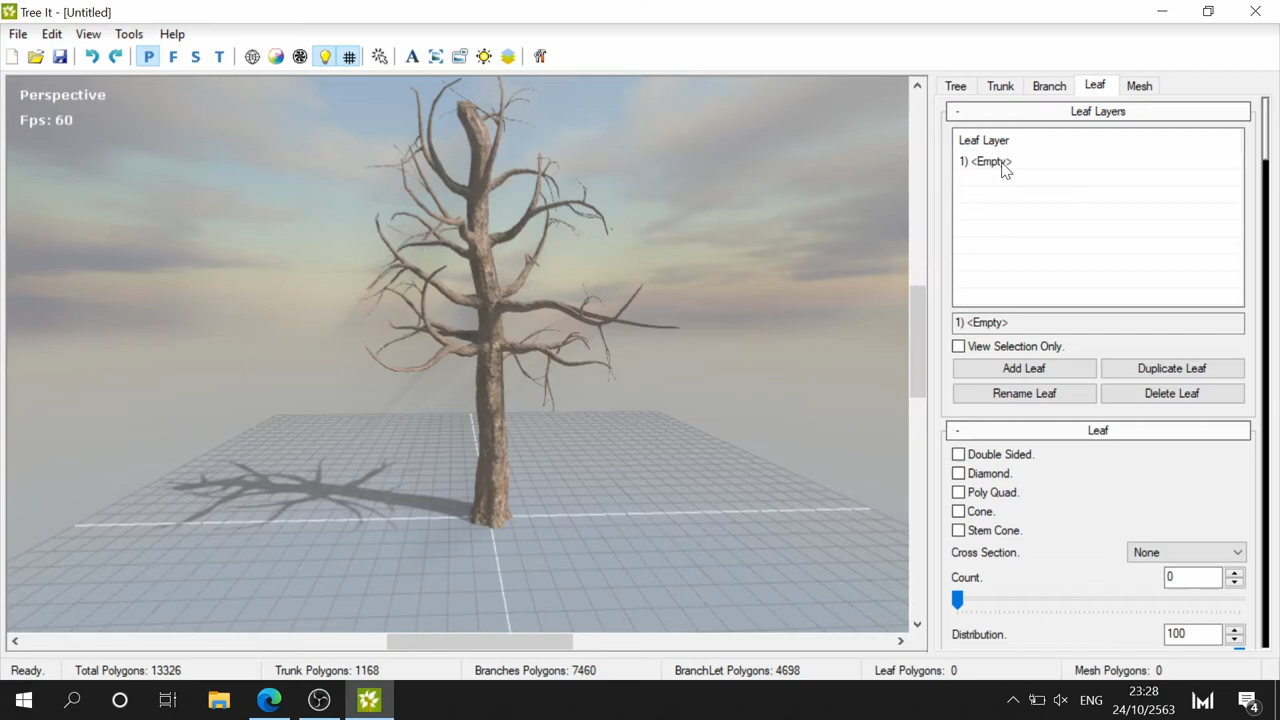 Tree It - [Untitled]
File Edit View Tools Help
P F S T A
Perspective
Fps: 60
Tree Trunk Branch Leaf Mesh
- Leaf Layers
Leaf Layer
1) <Empty>
1) <Empty>
View Selection Only.
Add Leaf Duplicate Leaf
Rename Leaf Delete Leaf
- Leaf
Double Sided.
Diamond.
Poly Quad.
Cone.
Stem Cone.
Cross Section. None
Count. 0
Distribution. 100
Ready. Total Polygons: 13326 Trunk Polygons: 1168 Branches Polygons: 7460 BranchLet Polygons: 4698 Leaf Polygons: 0 Mesh Polygons: 0
ENG 23:28
24/10/2563 4